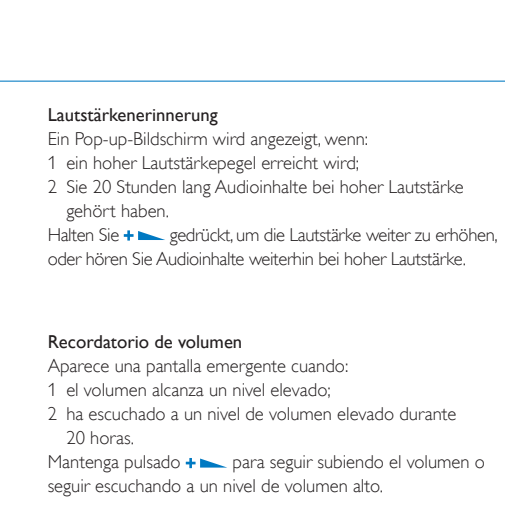 Lautstärkenerinnerung
Ein Pop-up-Bildschirm wird angezeigt, wenn:
1 ein hoher Lautstärkepegel erreicht wird;
2 Sie 20 Stunden lang Audioinhalte bei hoher Lautstärke
gehört haben.
Halten Sie + gedrückt, um die Lautstärke weiter zu erhöhen,
oder hören Sie Audioinhalte weiterhin bei hoher Lautstärke.
Recordatorio de volumen
Aparece una pantalla emergente cuando:
1 el volumen alcanza un nivel elevado;
2 ha escuchado a un nivel de volumen elevado durante
20 horas.
Mantenga pulsado + para seguir subiendo el volumen o
seguir escuchando a un nivel de volumen alto.